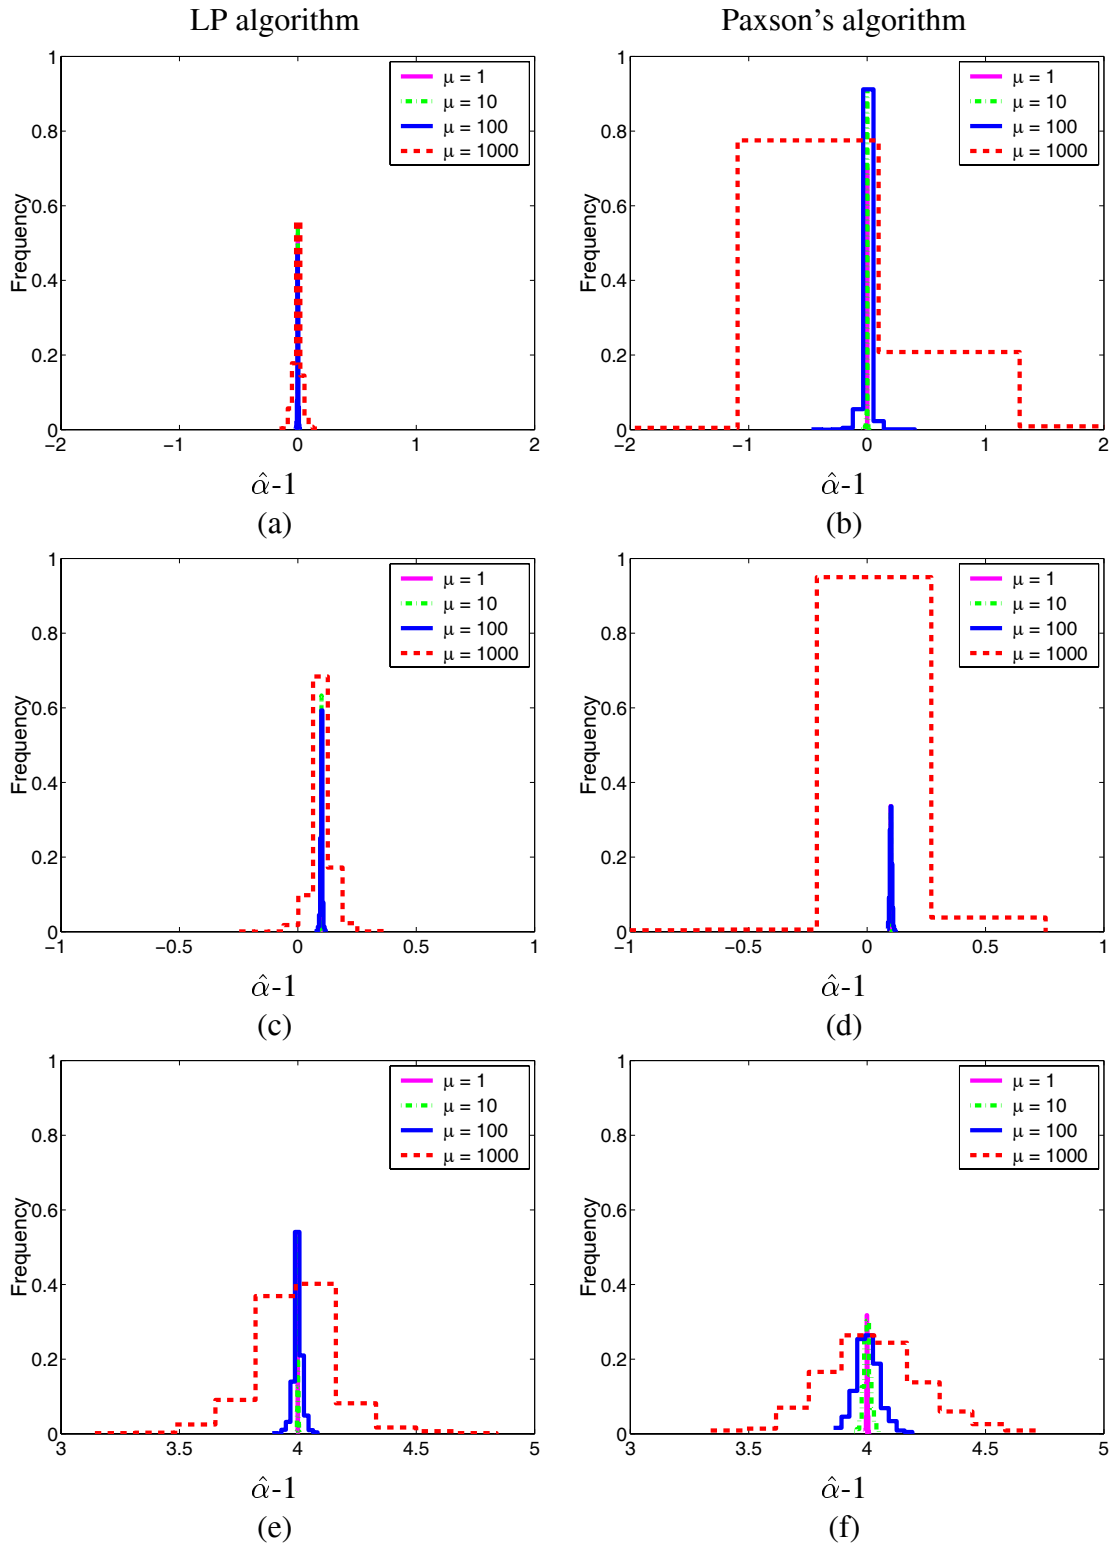 LP algorithm
Paxson's algorithm
1
0.8
0.6
0.4
0.2
0
Frequency
−2
−1
0
1
2
μ = 1
μ = 10
μ = 100
μ = 1000
α̂-1
(a)
1
0.8
0.6
0.4
0.2
0
Frequency
−2
−1
0
1
2
μ = 1
μ = 10
μ = 100
μ = 1000
α̂-1
(b)
1
0.8
0.6
0.4
0.2
0
Frequency
−1
−0.5
0
0.5
1
μ = 1
μ = 10
μ = 100
μ = 1000
α̂-1
(c)
1
0.8
0.6
0.4
0.2
0
Frequency
−1
−0.5
0
0.5
1
μ = 1
μ = 10
μ = 100
μ = 1000
α̂-1
(d)
1
0.8
0.6
0.4
0.2
0
Frequency
3
3.5
4
4.5
5
μ = 1
μ = 10
μ = 100
μ = 1000
α̂-1
(e)
1
0.8
0.6
0.4
0.2
0
Frequency
3
3.5
4
4.5
5
μ = 1
μ = 10
μ = 100
μ = 1000
α̂-1
(f)